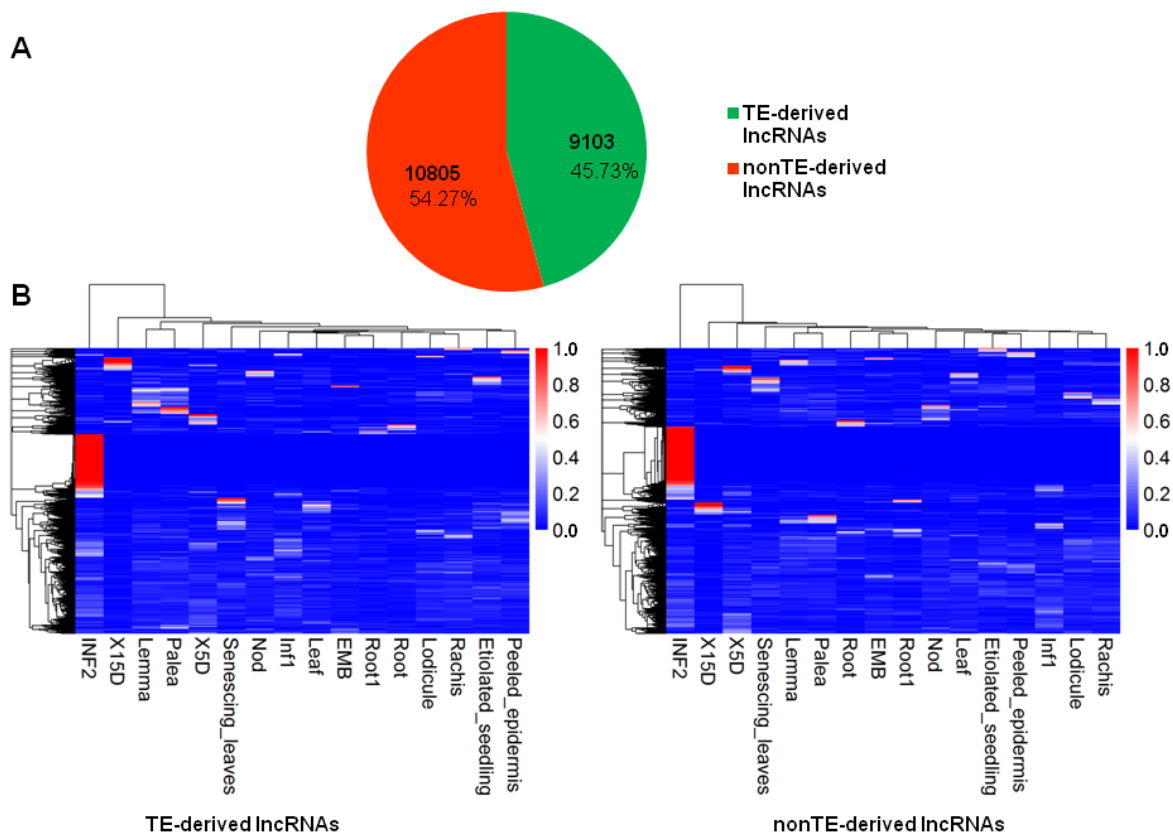 A
9103
45.73%
10805
54.27%
TE-derived
lncRNAs
nonTE-derived
lncRNAs
B
1.0
0.8
0.6
0.4
0.2
0.0
INF2
X15D
Lemma
Palea
X5D
Senescing_leaves
Nod
Inf1
Leaf
EMB
Root1
Root
Lodicule
Rachis
Etiolated_seedling
Peeled_epidermis
TE-derived lncRNAs
1.0
0.8
0.6
0.4
0.2
0.0
INF2
X15D
X5D
Senescing_leaves
Lemma
Palea
Root
EMB
Root1
Nod
Leaf
Etiolated_seedling
Peeled_epidermis
Inf1
Lodicule
Rachis
nonTE-derived lncRNAs